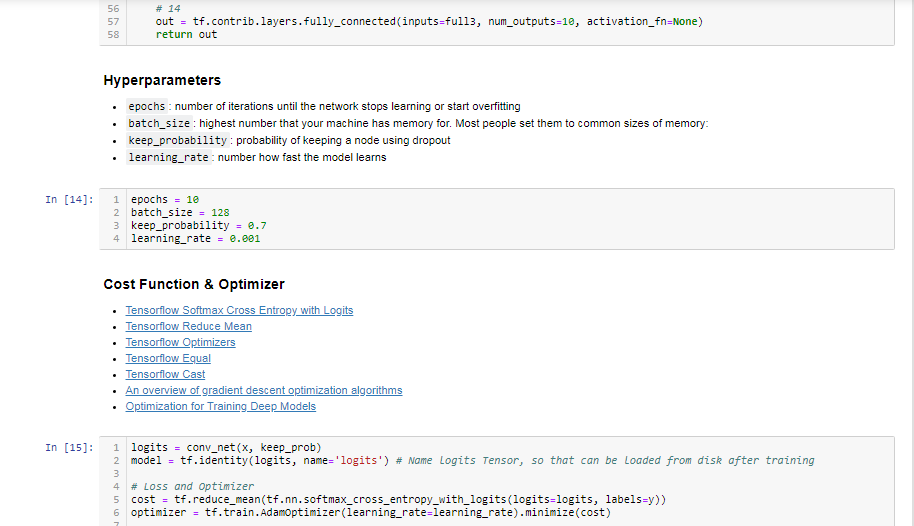 56 # 14
57 out = tf.contrib.layers.fully_connected(inputs=full3, num_outputs=10, activation_fn=None)
58 return out
Hyperparameters
• epochs : number of iterations until the network stops learning or start overfitting
• batch_size : highest number that your machine has memory for. Most people set them to common sizes of memory:
• keep_probability : probability of keeping a node using dropout
• learning_rate : number how fast the model learns
In [14]: 1 epochs = 10
2 batch_size = 128
3 keep_probability = 0.7
4 learning_rate = 0.001
Cost Function & Optimizer
• Tensorflow Softmax Cross Entropy with Logits
• Tensorflow Reduce Mean
• Tensorflow Optimizers
• Tensorflow Equal
• Tensorflow Cast
• An overview of gradient descent optimization algorithms
• Optimization for Training Deep Models
In [15]: 1 logits = conv_net(x, keep_prob)
2 model = tf.identity(logits, name='logits') # Name logits Tensor, so that can be loaded from disk after training
3
4 # Loss and Optimizer
5 cost = tf.reduce_mean(tf.nn.softmax_cross_entropy_with_logits(logits=logits, labels=y))
6 optimizer = tf.train.AdamOptimizer(learning_rate=learning_rate).minimize(cost)
7